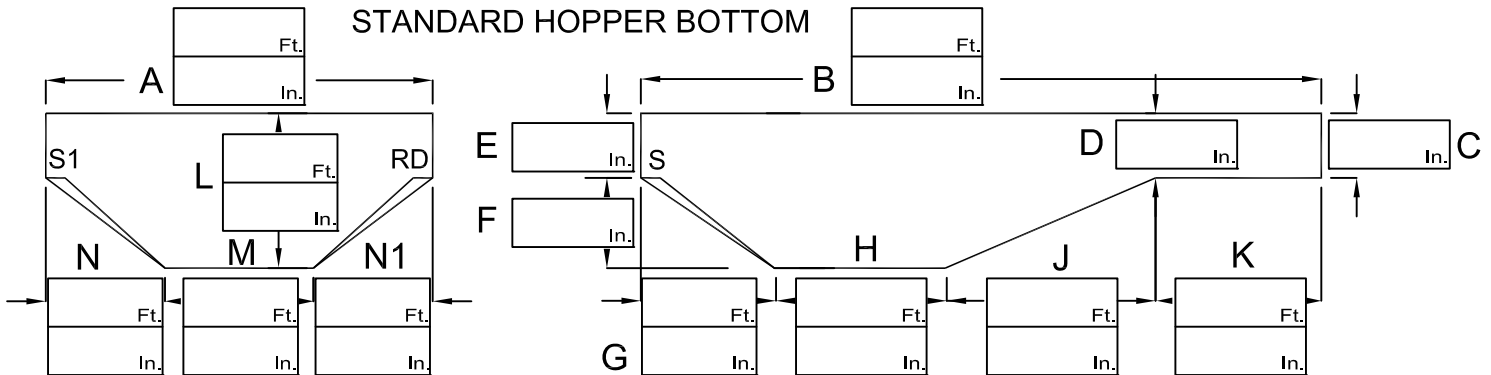 STANDARD HOPPER BOTTOM
Ft.
Ft.
A
In.
B
In.
S1
RD
L
Ft.
In.
E
In.
S
D
In.
In.
C
F
In.
N
M
N1
H
J
K
Ft.
Ft.
Ft.
Ft.
Ft.
Ft.
Ft.
In.
In.
In.
G
In.
In.
In.
In.